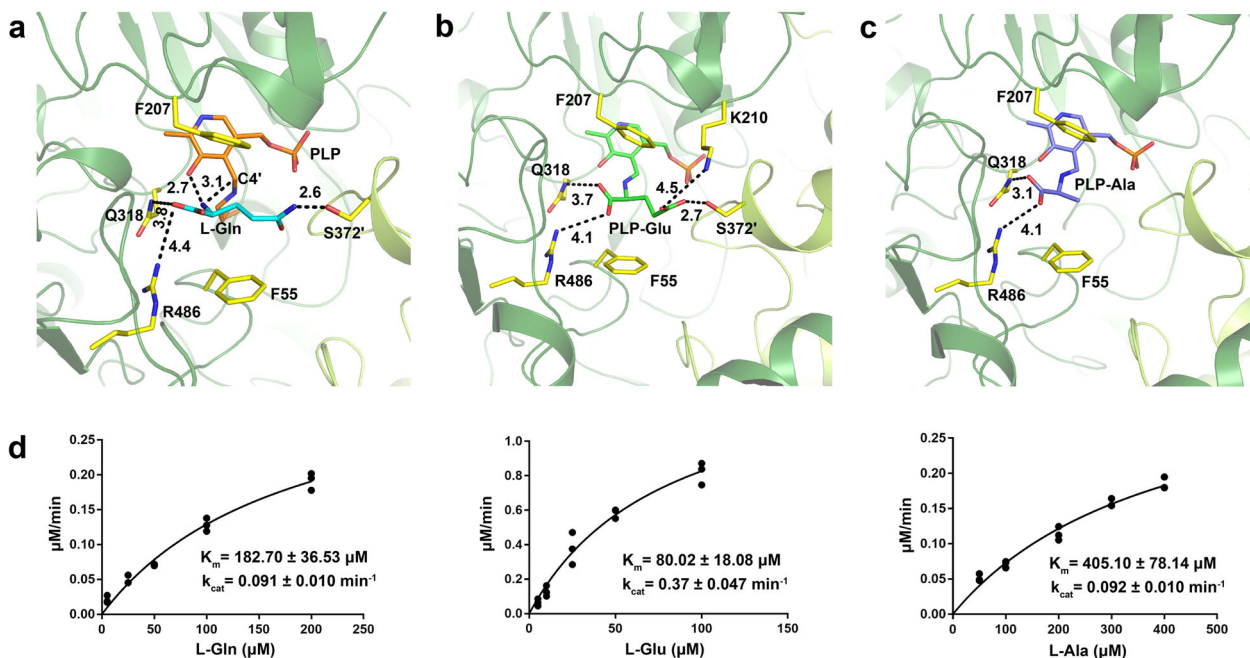 a
F207
PLP
2.7
3.1
C4'
2.6
Q318
3.8
L-Gln
S372'
4.4
F55
R486
b
F207
K210
Q318
4.5
3.7
2.7
PLP-Glu
S372'
4.1
R486
F55
c
F207
Q318
3.1
PLP-Ala
4.1
R486
F55
d
µM/min
0.25
0.20
0.15
0.10
0.05
0.00
Km = 182.70 ± 36.53 µM
kcat = 0.091 ± 0.010 min-1
0 50 100 150 200 250
L-Gln (µM)
µM/min
1.0
0.8
0.6
0.4
0.2
0.0
Km = 80.02 ± 18.08 µM
kcat = 0.37 ± 0.047 min-1
0 50 100 150
L-Glu (µM)
µM/min
0.25
0.20
0.15
0.10
0.05
0.00
Km = 405.10 ± 78.14 µM
kcat = 0.092 ± 0.010 min-1
0 100 200 300 400 500
L-Ala (µM)